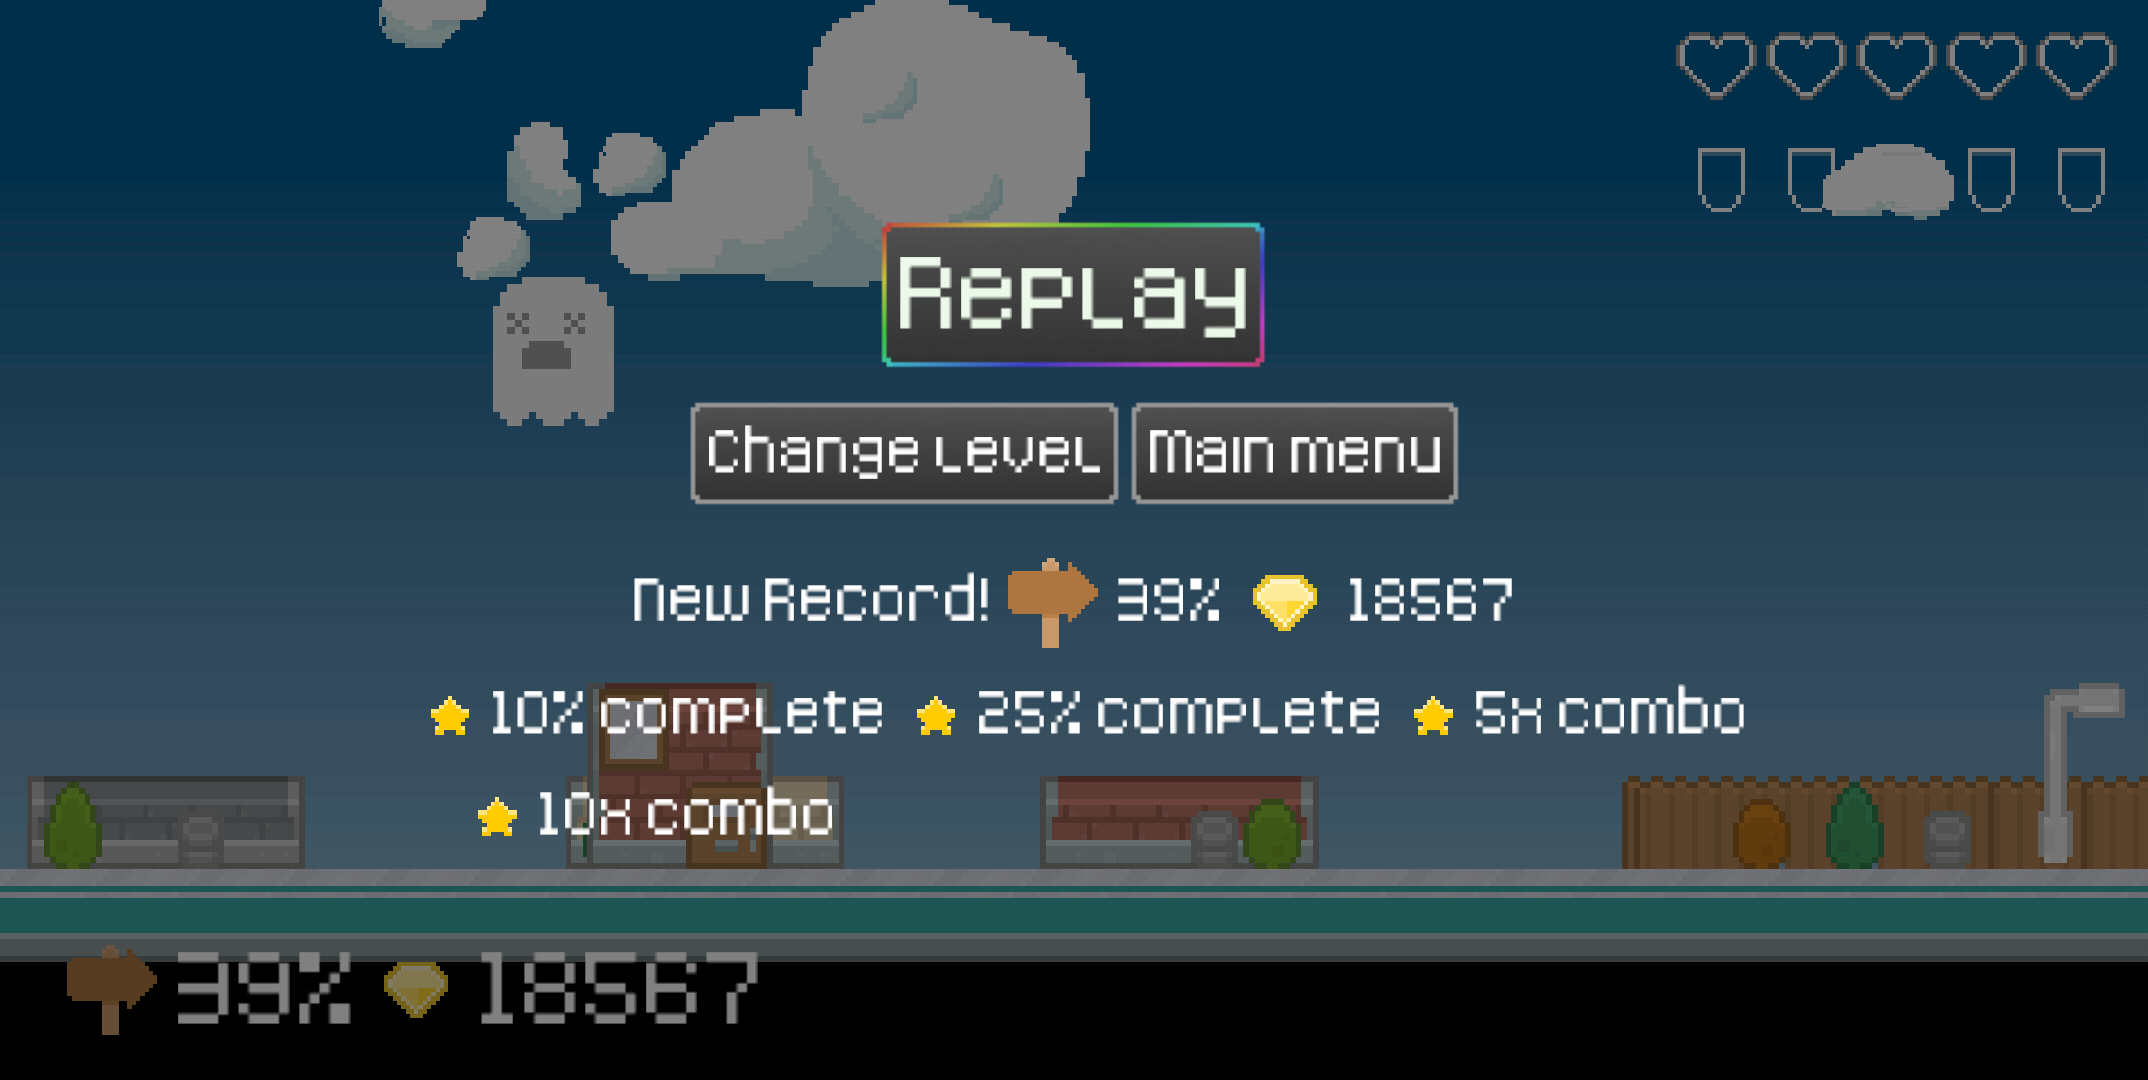 Replay
Change Level Main menu
New Record! 39% 18567
10% complete 25% complete 5x combo
10x combo
39% 18567